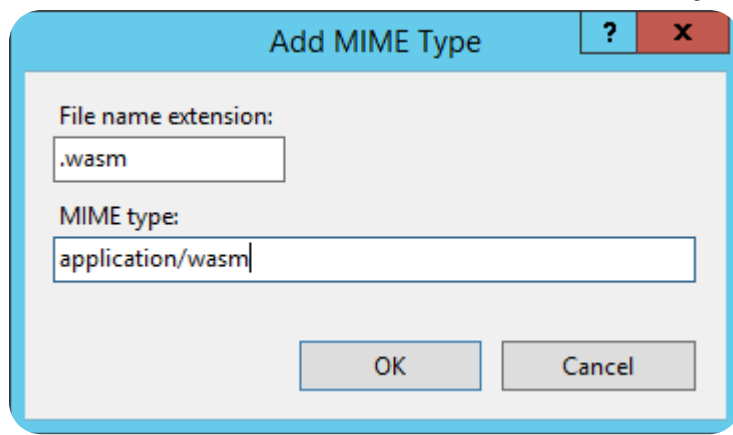 Add MIME Type
?
x
File name extension:
.wasm
MIME type:
application/wasm
OK
Cancel